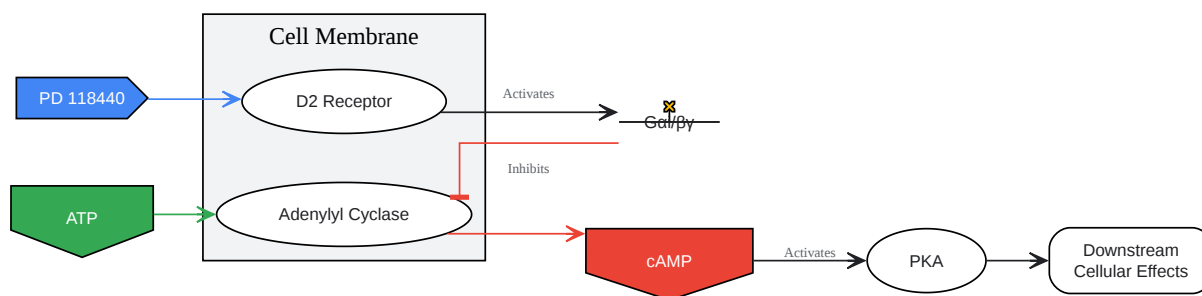 Cell Membrane
PD 118440
D2 Receptor
Activates
Gαi/βγ
Inhibits
ATP
Adenylyl Cyclase
cAMP
Activates
PKA
Downstream
Cellular Effects